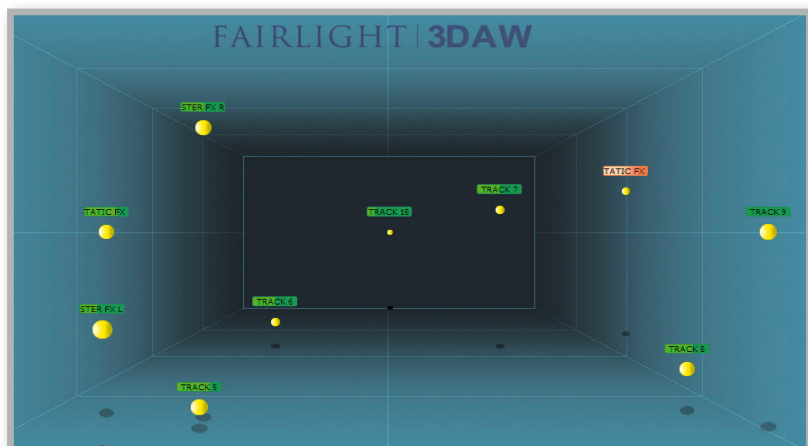 FAIRLIGHT | 3DAW
STER FX R
TATIC FX
TRACK 7
TATIC FX
TRACK 16
TRACK 9
TRACK 6
STER FX L
TRACK 8
TRACK 5